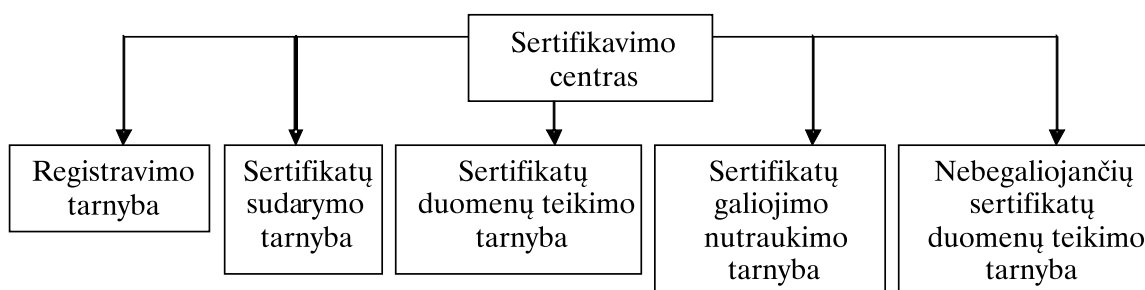 Sertifikavimo
centras
Registravimo
tarnyba
Sertifikatų
sudarymo
tarnyba
Sertifikatų
duomenų teikimo
tarnyba
Sertifikatų
galiojimo
nutraukimo
tarnyba
Nebegaliojančių
sertifikatų
duomenų teikimo
tarnyba